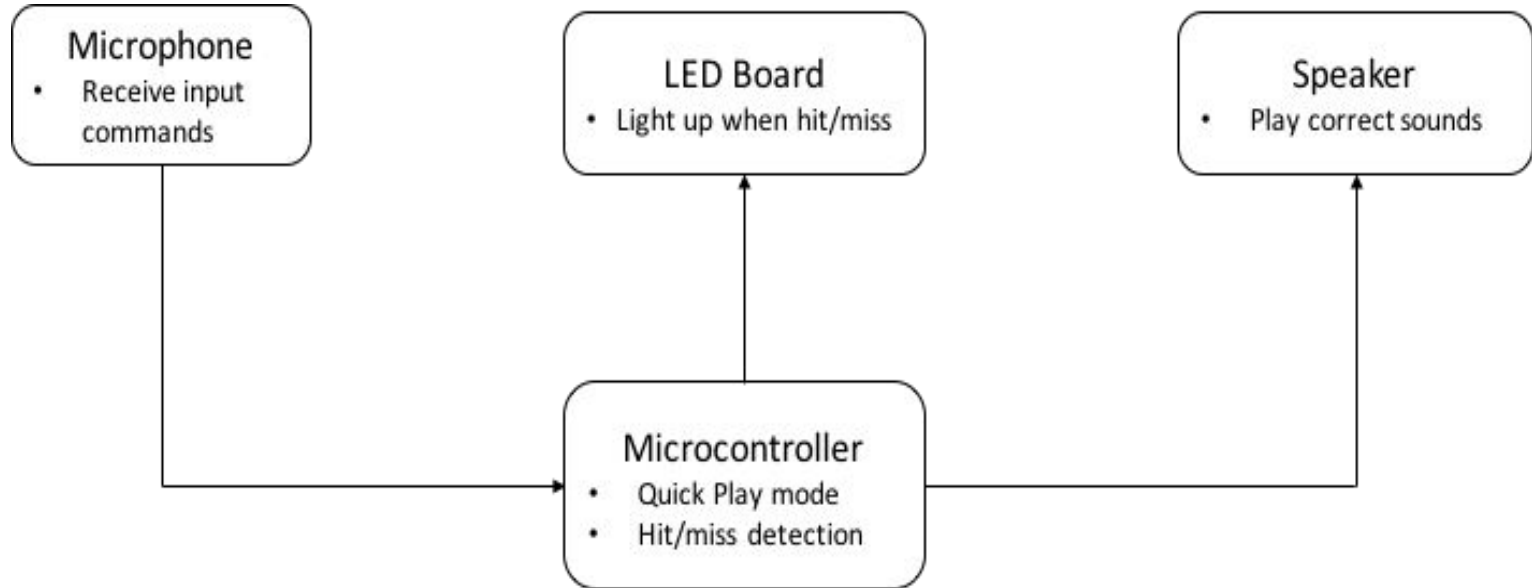 Microphone
• Receive input
commands
LED Board
• Light up when hit/miss
Speaker
• Play correct sounds
Microcontroller
• Quick Play mode
• Hit/miss detection